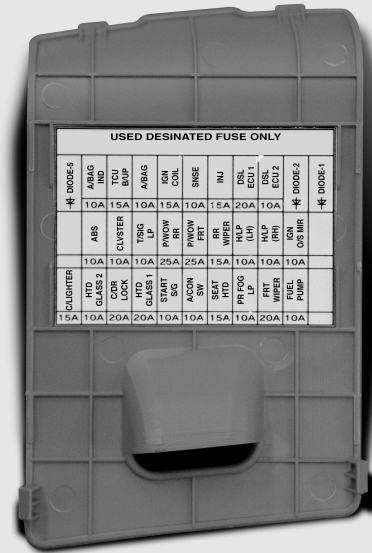 USED DESINATED FUSE ONLY
DIODE-5 A/BAG IND TCU B/UP A/BAG IGN COIL SNSE INJ DSL ECU 1 DSL ECU 2 DIODE-2 DIODE-1
10A 15A 10A 15A 10A 15A 20A 10A
ABS CLVSTER T/SIG LP P/WOW RR P/WOW FRT RR WIPER H/LP (LH) H/LP (RH) IGN O/S MIR
10A 10A 10A 25A 25A 15A 10A 10A 10A
C/LIGHTER HTD GLASS 2 C/DR LOCK HTD GLASS 1 START S/G A/CON SW SEAT HTD PR FOG LP FRT WIPER FUEL PUMP
15A 10A 20A 20A 10A 10A 15A 10A 20A 10A